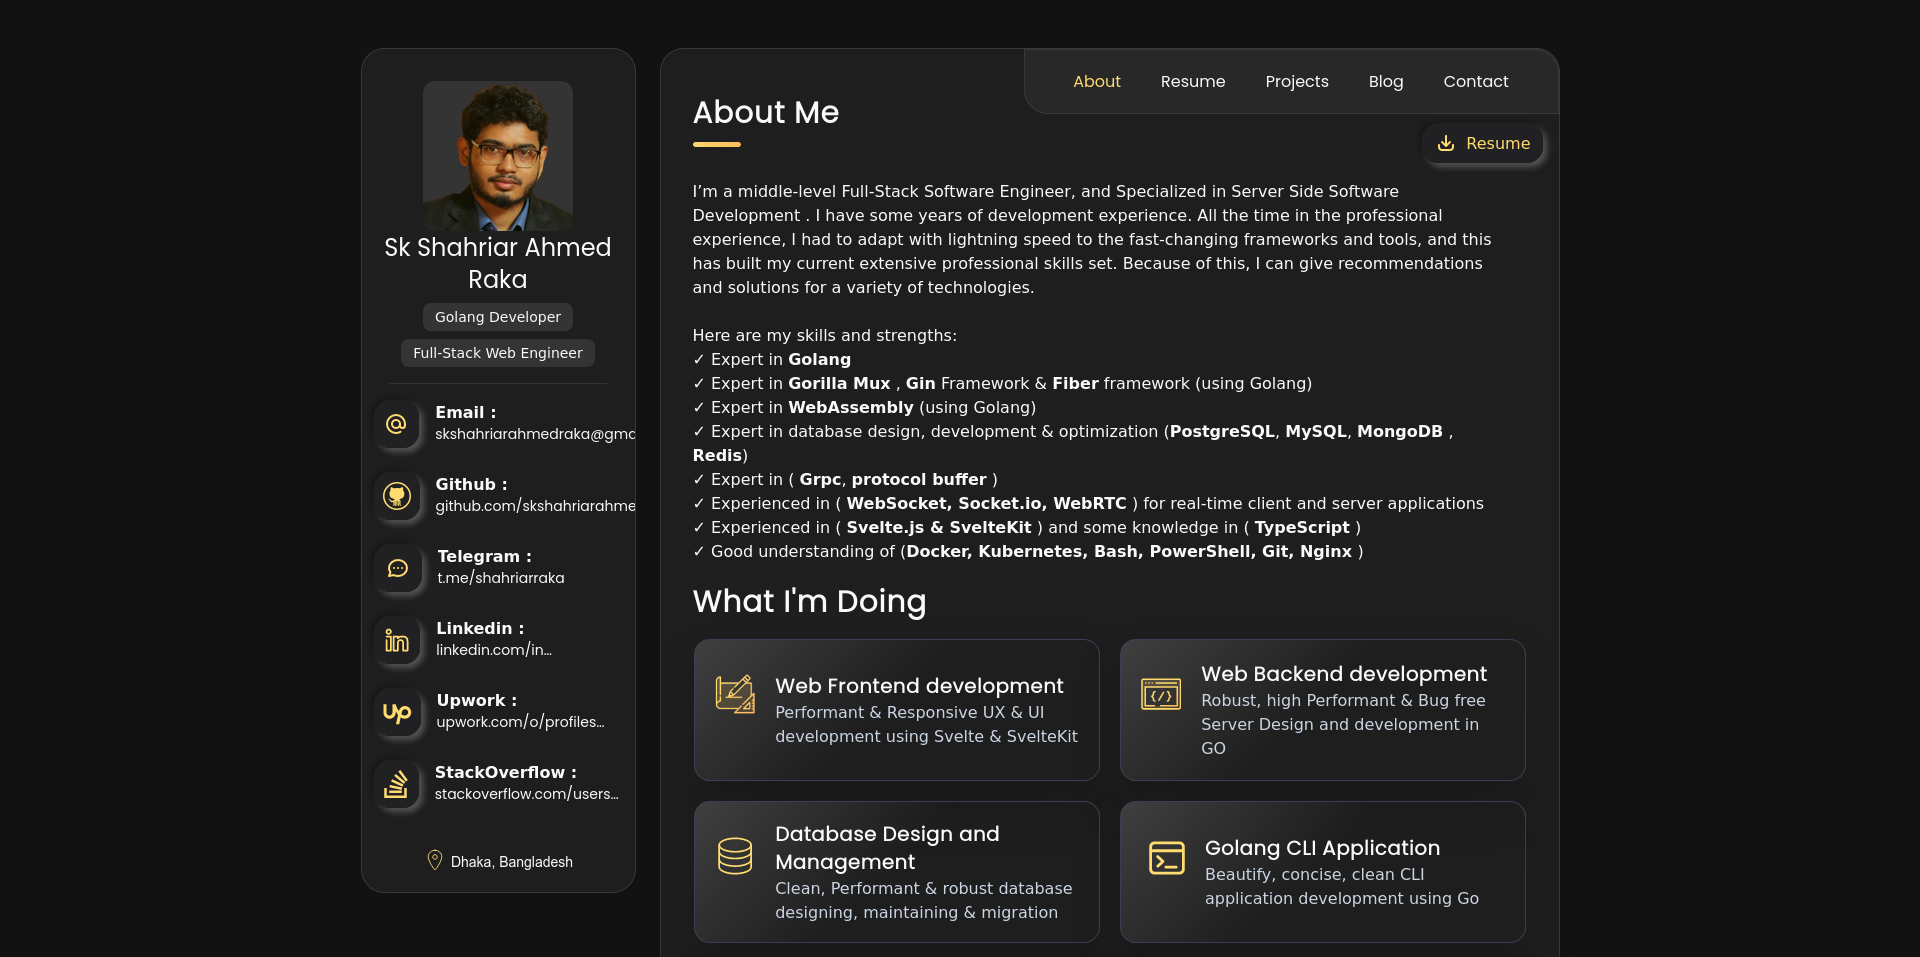 Sk Shahriar Ahmed
Raka
Golang Developer
Full-Stack Web Engineer
Email :
skshahriarahmedraka@gma
Github :
github.com/skshahriarahme
Telegram :
t.me/shahriarraka
Linkedin :
linkedin.com/in…
Upwork :
upwork.com/o/profiles…
StackOverflow :
stackoverflow.com/users…
Dhaka, Bangladesh
About Resume Projects Blog Contact
About Me
Resume
I’m a middle-level Full-Stack Software Engineer, and Specialized in Server Side Software
Development . I have some years of development experience. All the time in the professional
experience, I had to adapt with lightning speed to the fast-changing frameworks and tools, and this
has built my current extensive professional skills set. Because of this, I can give recommendations
and solutions for a variety of technologies.
Here are my skills and strengths:
✓ Expert in Golang
✓ Expert in Gorilla Mux , Gin Framework & Fiber framework (using Golang)
✓ Expert in WebAssembly (using Golang)
✓ Expert in database design, development & optimization (PostgreSQL, MySQL, MongoDB ,
Redis)
✓ Expert in ( Grpc, protocol buffer )
✓ Experienced in ( WebSocket, Socket.io, WebRTC ) for real-time client and server applications
✓ Experienced in ( Svelte.js & SvelteKit ) and some knowledge in ( TypeScript )
✓ Good understanding of (Docker, Kubernetes, Bash, PowerShell, Git, Nginx )
What I'm Doing
Web Frontend development
Performant & Responsive UX & UI
development using Svelte & SvelteKit
Web Backend development
Robust, high Performant & Bug free
Server Design and development in
GO
Database Design and
Management
Clean, Performant & robust database
designing, maintaining & migration
Golang CLI Application
Beautify, concise, clean CLI
application development using Go